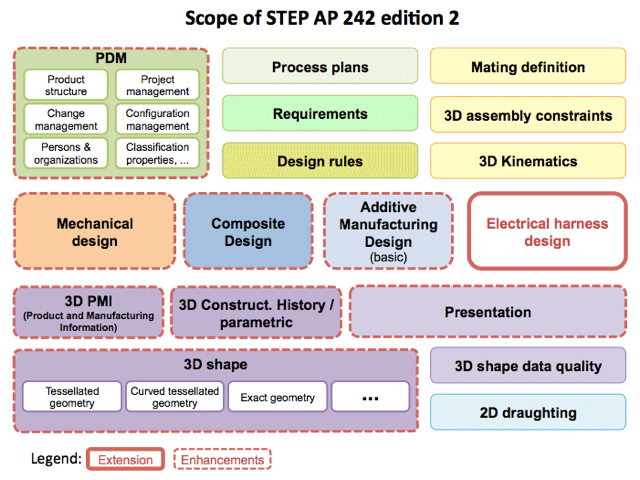 Scope of STEP AP 242 edition 2
PDM
Product
structure
Project
management
Change
management
Configuration
management
Persons &
organizations
Classification
properties, ...
Process plans
Requirements
Design rules
Mating definition
3D assembly constraints
3D Kinematics
Mechanical
design
Composite
Design
Additive
Manufacturing
Design
(basic)
Electrical harness
design
3D PMI
(Product and Manufacturing
Information)
3D Construct. History /
parametric
Presentation
3D shape
Tessellated
geometry
Curved tessellated
geometry
Exact geometry
...
3D shape data quality
2D draughting
Legend:
Extension
Enhancements